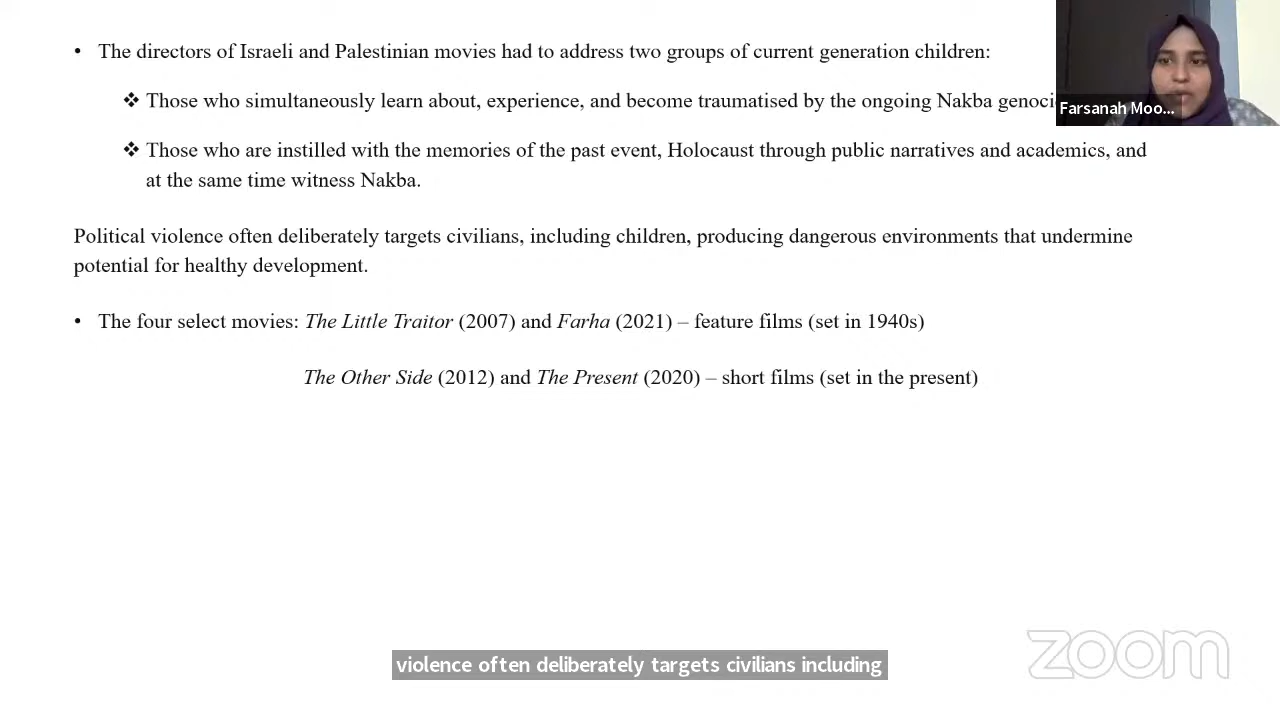 • The directors of Israeli and Palestinian movies had to address two groups of current generation children:
❖ Those who simultaneously learn about, experience, and become traumatised by the ongoing Nakba
❖ Those who are instilled with the memories of the past event, Holocaust through public narratives and academics, and
at the same time witness Nakba.
Political violence often deliberately targets civilians, including children, producing dangerous environments that undermine
potential for healthy development.
• The four select movies: The Little Traitor (2007) and Farha (2021) – feature films (set in 1940s)
The Other Side (2012) and The Present (2020) – short films (set in the present)
Farsanah Moo...
violence often deliberately targets civilians including
zoom